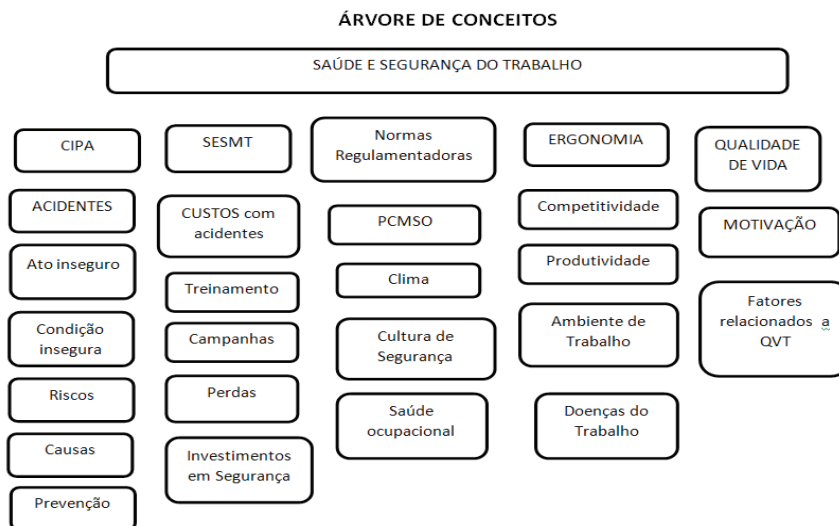 ÁRVORE DE CONCEITOS
SAÚDE E SEGURANÇA DO TRABALHO
CIPA
ACIDENTES
Ato inseguro
Condição
insegura
Riscos
Causas
Prevenção
SESMT
CUSTOS com
acidentes
Treinamento
Campanhas
Perdas
Investimentos
em Segurança
Normas
Regulamentadoras
PCMSO
Clima
Cultura de
Segurança
Saúde
ocupacional
ERGONOMIA
Competitividade
Produtividade
Ambiente de
Trabalho
Doenças do
Trabalho
QUALIDADE
DE VIDA
MOTIVAÇÃO
Fatores
relacionados a
QVT